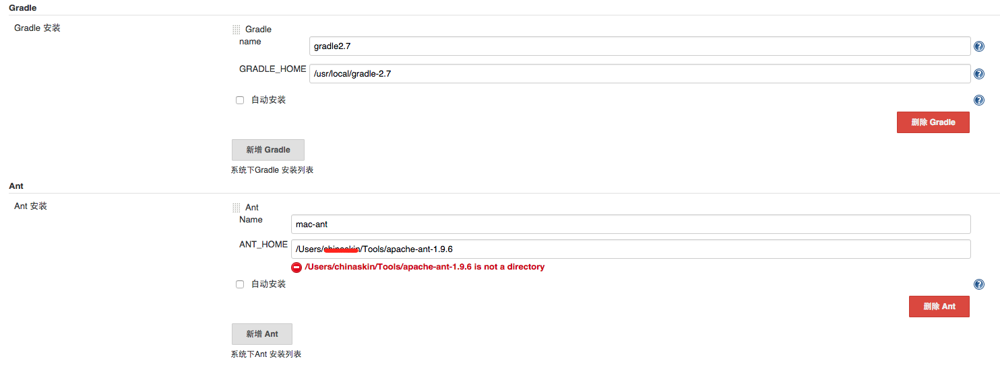 Gradle
Gradle 安装
Gradle
name
gradle2.7
GRADLE_HOME
/usr/local/gradle-2.7
自动安装
删除 Gradle
新增 Gradle
系统下Gradle 安装列表
Ant
Ant 安装
Ant
Name
mac-ant
ANT_HOME
/Users/ /Tools/apache-ant-1.9.6
/Users/chinaskin/Tools/apache-ant-1.9.6 is not a directory
自动安装
删除 Ant
新增 Ant
系统下Ant 安装列表